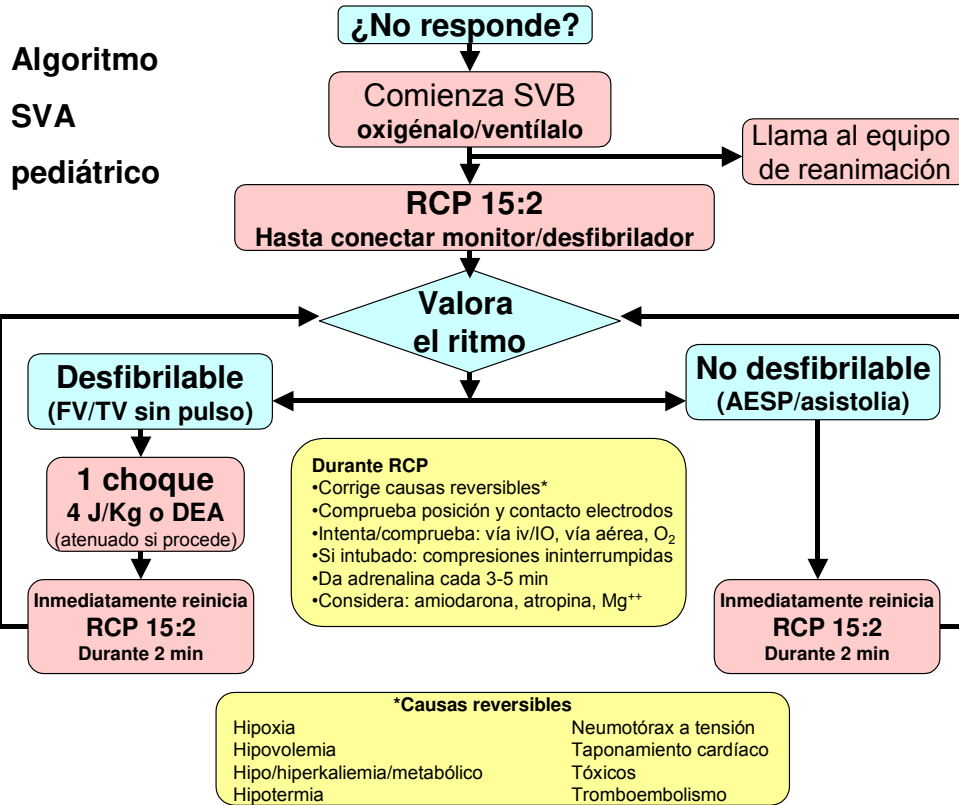 ¿No responde?
Algoritmo
SVA
pediátrico
Comienza SVB
oxigénalo/ventílalo
Llama al equipo
de reanimación
RCP 15:2
Hasta conectar monitor/desfibrilador
Valora
el ritmo
Desfibrilable
(FV/TV sin pulso)
No desfibrilable
(AESP/asistolia)
1 choque
4 J/Kg o DEA
(atenuado si procede)
Durante RCP
•Corrige causas reversibles*
•Comprueba posición y contacto electrodos
•Intenta/comprueba: vía iv/IO, vía aérea, O₂
•Si intubado: compresiones ininterrumpidas
•Da adrenalina cada 3-5 min
•Considera: amiodarona, atropina, Mg⁺⁺
Inmediatamente reinicia
RCP 15:2
Durante 2 min
Inmediatamente reinicia
RCP 15:2
Durante 2 min
*Causas reversibles
Hipoxia
Hipovolemia
Hipo/hiperkaliemia/metabólico
Hipotermia
Neumotórax a tensión
Taponamiento cardíaco
Tóxicos
Tromboembolismo